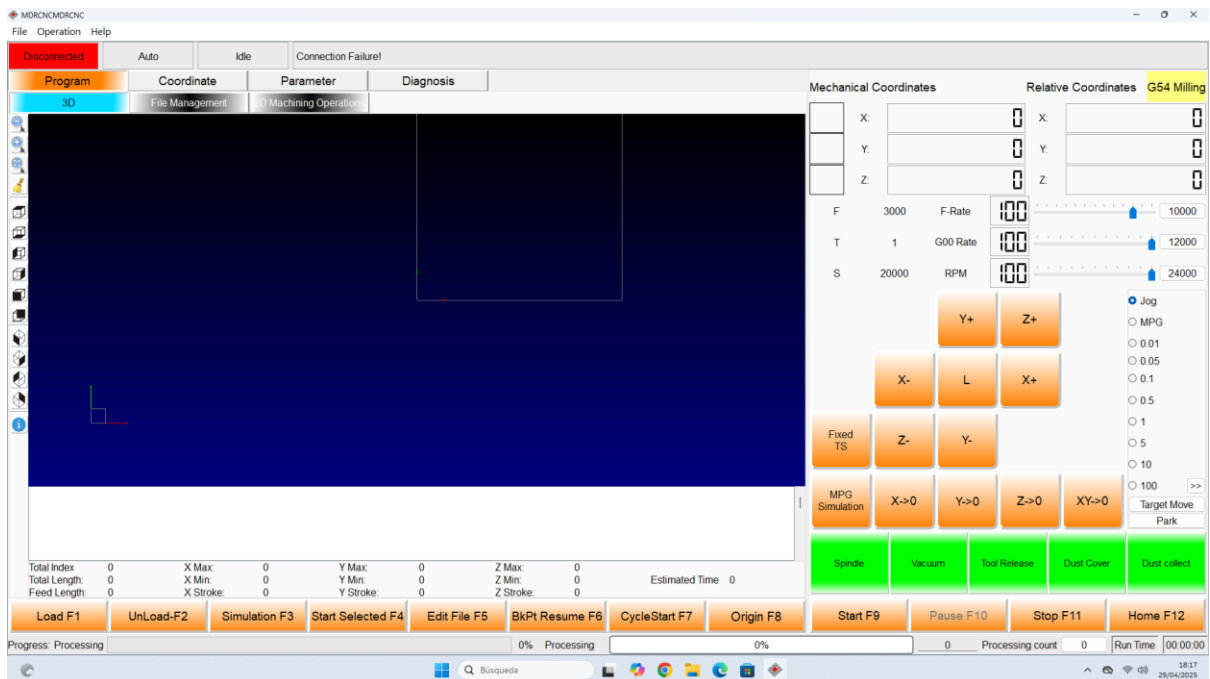 MDRCNCMDRCNC
File Operation Help
Disconnected Auto Idle Connection Failure!
Program Coordinate Parameter Diagnosis
3D File Management 2D Machining Operations
Mechanical Coordinates Relative Coordinates G54 Milling
X: 0 X: 0
Y: 0 Y: 0
Z: 0 Z: 0
F 3000 F-Rate 100 10000
T 1 G00 Rate 100 12000
S 20000 RPM 100 24000
Y+ Z+
X- L X+
Fixed TS Z- Y-
MPG Simulation X->0 Y->0 Z->0 XY->0
Jog
MPG
0.01
0.05
0.1
0.5
1
5
10
100 >>
Target Move
Park
Spindle Vacuum Tool Release Dust Cover Dust collect
Total Index 0 X Max: 0 Y Max: 0 Z Max: 0
Total Length: 0 X Min: 0 Y Min: 0 Z Min: 0 Estimated Time 0
Feed Length: 0 X Stroke: 0 Y Stroke: 0 Z Stroke: 0
Load F1 UnLoad-F2 Simulation F3 Start Selected F4 Edit File F5 BkPt Resume F6 CycleStart F7 Origin F8 Start F9 Pause F10 Stop F11 Home F12
Progress: Processing 0% Processing 0% 0 Processing count 0 Run Time 00:00:00
Búsqueda
18:17
29/04/2025